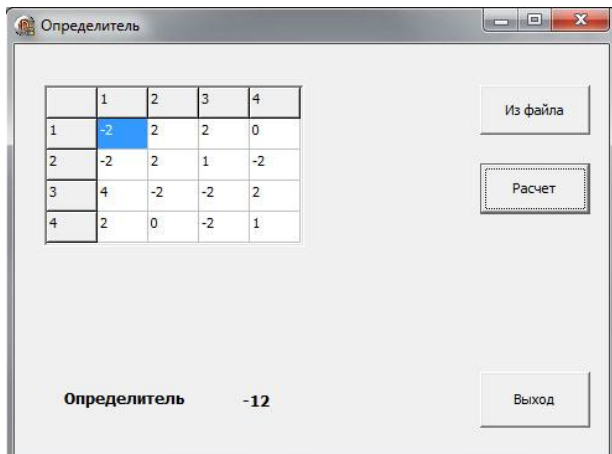 Определитель
1 2 3 4
1 -2 2 2 0
2 -2 2 1 -2
3 4 -2 -2 2
4 2 0 -2 1
Из файла
Расчет
Определитель -12
Выход